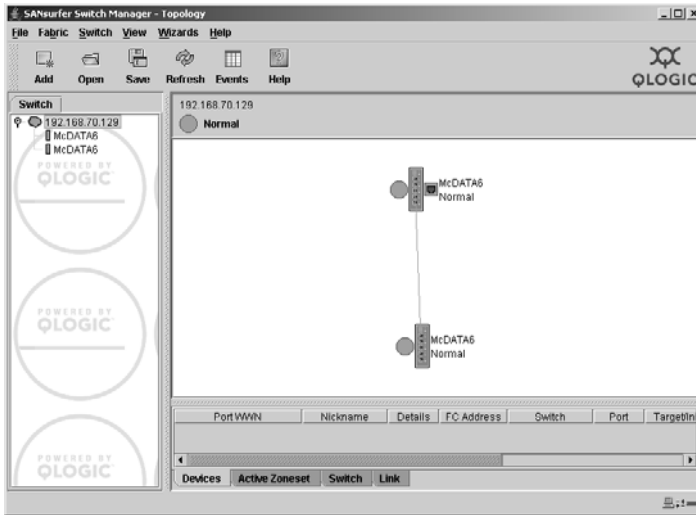 SANsurfer Switch Manager - Topology
File Fabric Switch View Wizards Help
Add Open Save Refresh Events Help
QLOGIC
Switch
192.168.70.129
McDATA6
McDATA6
POWERED BY
QLOGIC
POWERED BY
QLOGIC
POWERED BY
QLOGIC
192.168.70.129
Normal
McDATA6
Normal
McDATA6
Normal
Port WWN Nickname Details FC Address Switch Port Target/Ini
Devices Active Zoneset Switch Link